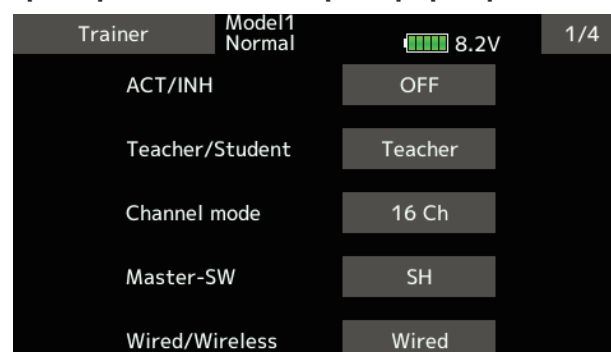 Trainer Model1 Normal 8.2V 1/4
ACT/INH OFF
Teacher/Student Teacher
Channel mode 16 Ch
Master-SW SH
Wired/Wireless Wired